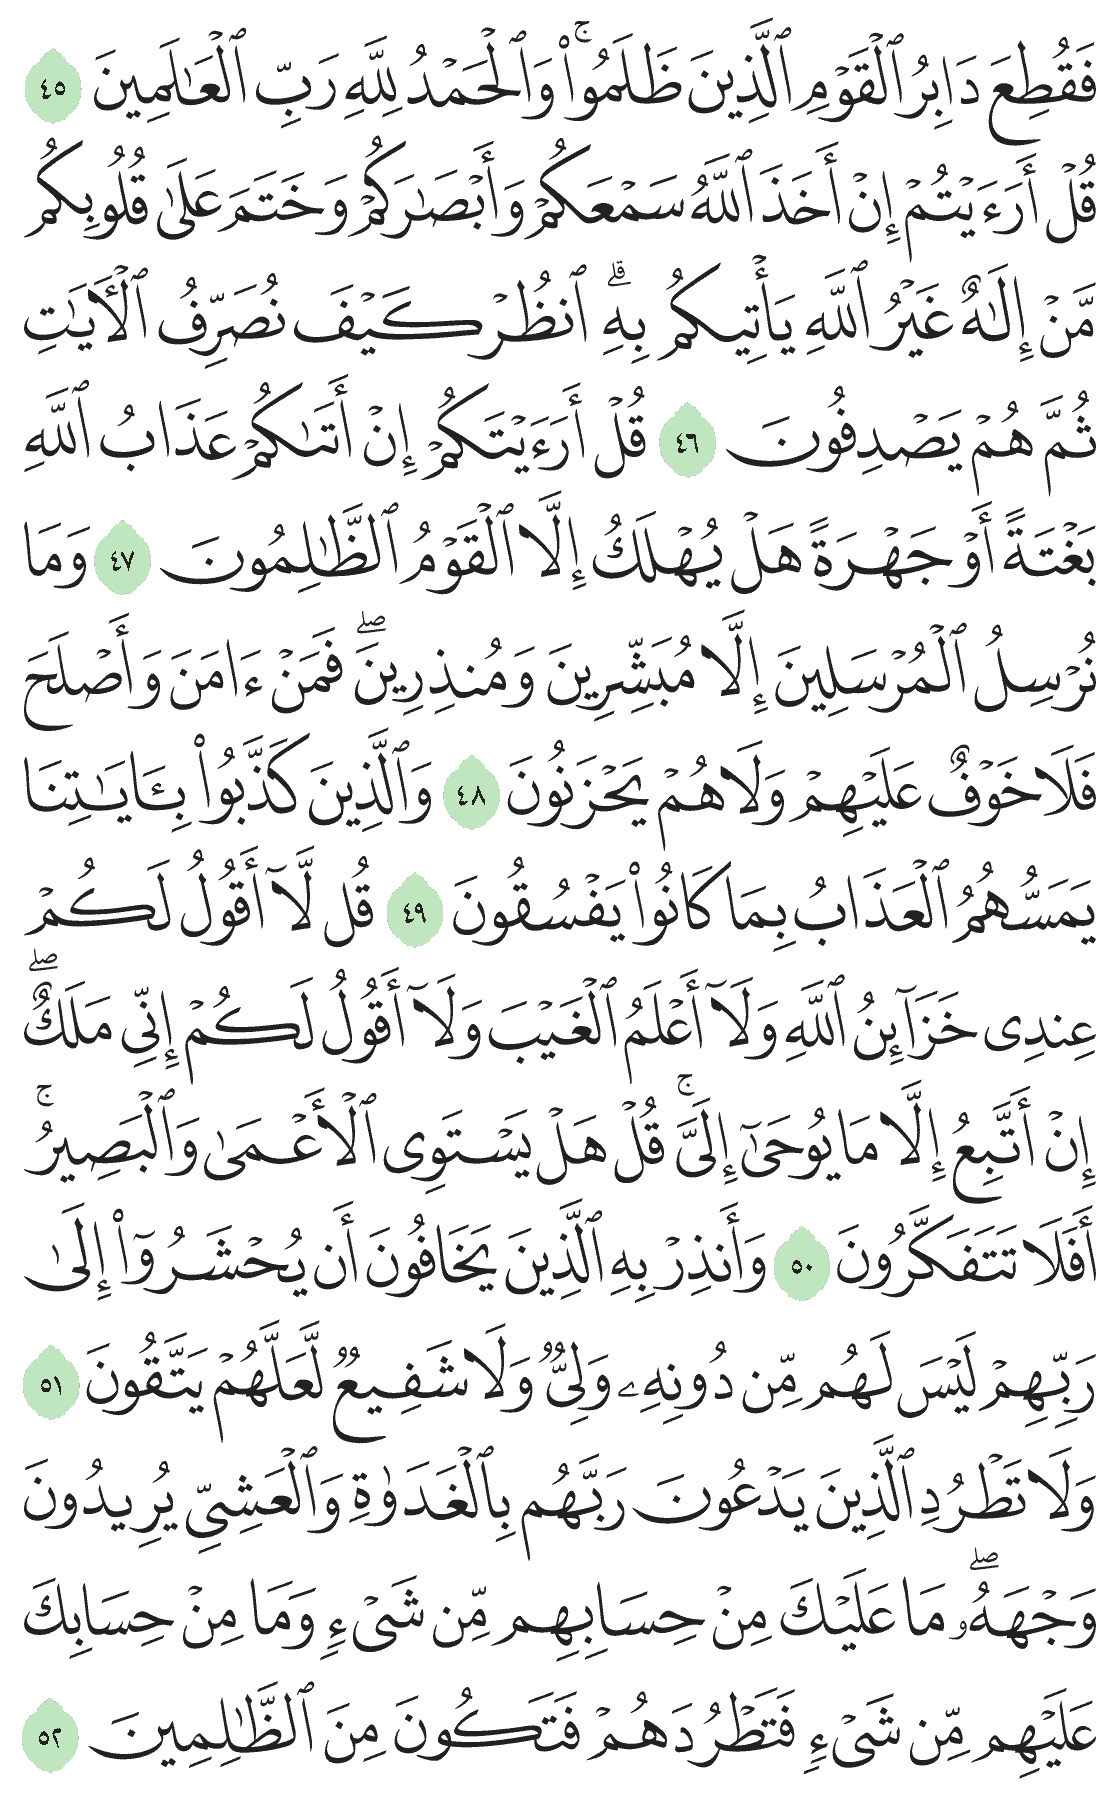 فَقُطِعَ دَابِرُ ٱلْقَوْمِ ٱلَّذِينَ ظَلَمُوا۟ ۚ وَٱلْحَمْدُ لِلَّهِ رَبِّ ٱلْعَـٰلَمِينَ ٤٥
قُلْ أَرَءَيْتُمْ إِنْ أَخَذَ ٱللَّهُ سَمْعَكُمْ وَأَبْصَـٰرَكُمْ وَخَتَمَ عَلَىٰ قُلُوبِكُم
مَّنْ إِلَـٰهٌ غَيْرُ ٱللَّهِ يَأْتِيكُم بِهِ ۗ ٱنظُرْ كَيْفَ نُصَرِّفُ ٱلْـَٔايَـٰتِ
ثُمَّ هُمْ يَصْدِفُونَ ٤٦ قُلْ أَرَءَيْتَكُمْ إِنْ أَتَىٰكُمْ عَذَابُ ٱللَّهِ
بَغْتَةً أَوْ جَهْرَةً هَلْ يُهْلَكُ إِلَّا ٱلْقَوْمُ ٱلظَّـٰلِمُونَ ٤٧ وَمَا
نُرْسِلُ ٱلْمُرْسَلِينَ إِلَّا مُبَشِّرِينَ وَمُنذِرِينَ ۖ فَمَنْ ءَامَنَ وَأَصْلَحَ
فَلَا خَوْفٌ عَلَيْهِمْ وَلَا هُمْ يَحْزَنُونَ ٤٨ وَٱلَّذِينَ كَذَّبُوا۟ بِـَٔايَـٰتِنَا
يَمَسُّهُمُ ٱلْعَذَابُ بِمَا كَانُوا۟ يَفْسُقُونَ ٤٩ قُل لَّآ أَقُولُ لَكُمْ
عِندِى خَزَآئِنُ ٱللَّهِ وَلَآ أَعْلَمُ ٱلْغَيْبَ وَلَآ أَقُولُ لَكُمْ إِنِّى مَلَكٌ ۖ
إِنْ أَتَّبِعُ إِلَّا مَا يُوحَىٰٓ إِلَىَّ ۚ قُلْ هَلْ يَسْتَوِى ٱلْأَعْمَىٰ وَٱلْبَصِيرُ ۚ
أَفَلَا تَتَفَكَّرُونَ ٥٠ وَأَنذِرْ بِهِ ٱلَّذِينَ يَخَافُونَ أَن يُحْشَرُوٓا۟ إِلَىٰ
رَبِّهِمْ لَيْسَ لَهُم مِّن دُونِهِۦ وَلِىٌّ وَلَا شَفِيعٌ لَّعَلَّهُمْ يَتَّقُونَ ٥١
وَلَا تَطْرُدِ ٱلَّذِينَ يَدْعُونَ رَبَّهُم بِٱلْغَدَوٰةِ وَٱلْعَشِىِّ يُرِيدُونَ
وَجْهَهُۥ ۖ مَا عَلَيْكَ مِنْ حِسَابِهِم مِّن شَىْءٍ وَمَا مِنْ حِسَابِكَ
عَلَيْهِم مِّن شَىْءٍ فَتَطْرُدَهُمْ فَتَكُونَ مِنَ ٱلظَّـٰلِمِينَ ٥٢